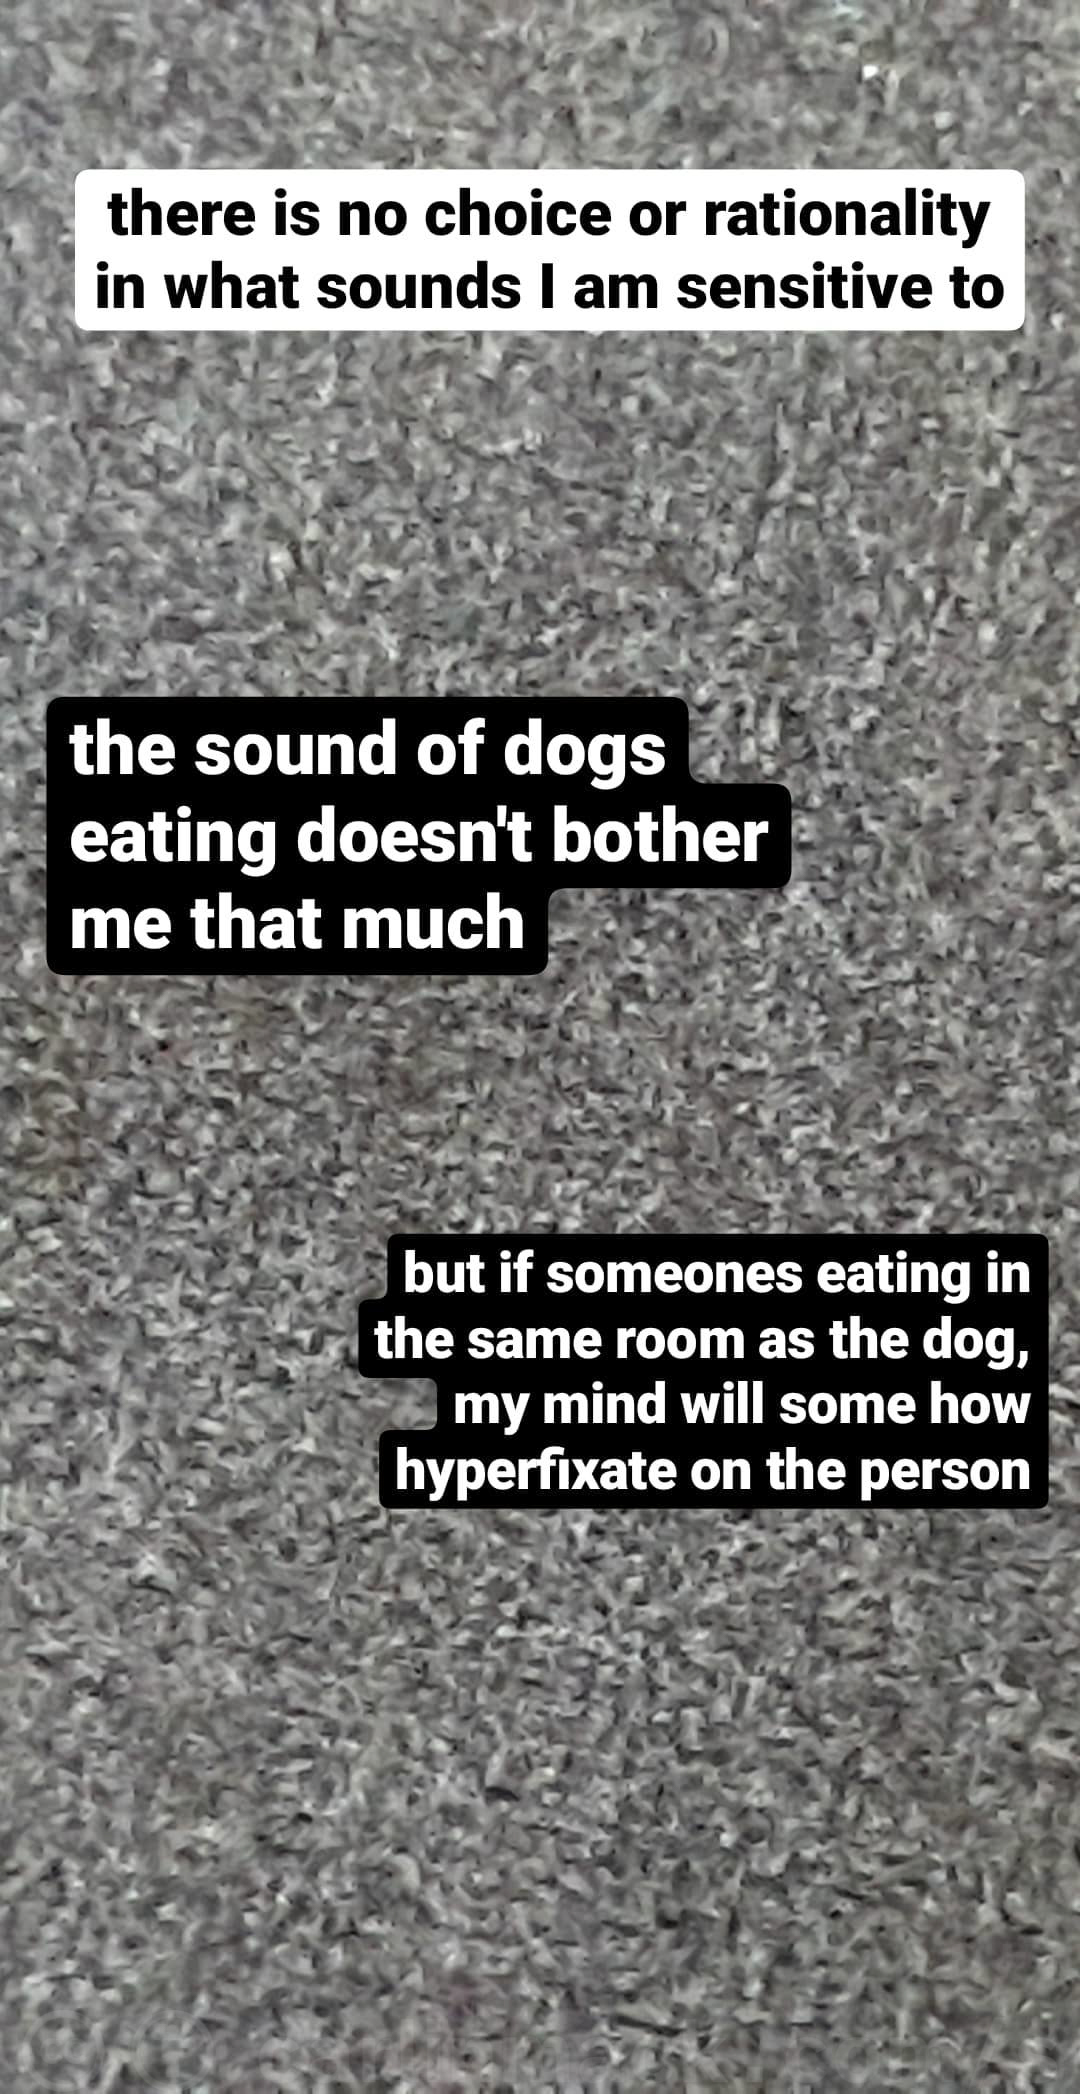 there is no choice or rationality
in what sounds I am sensitive to
the sound of dogs
eating doesn't bother
me that much
but if someones eating in
the same room as the dog,
my mind will some how
hyperfixate on the person